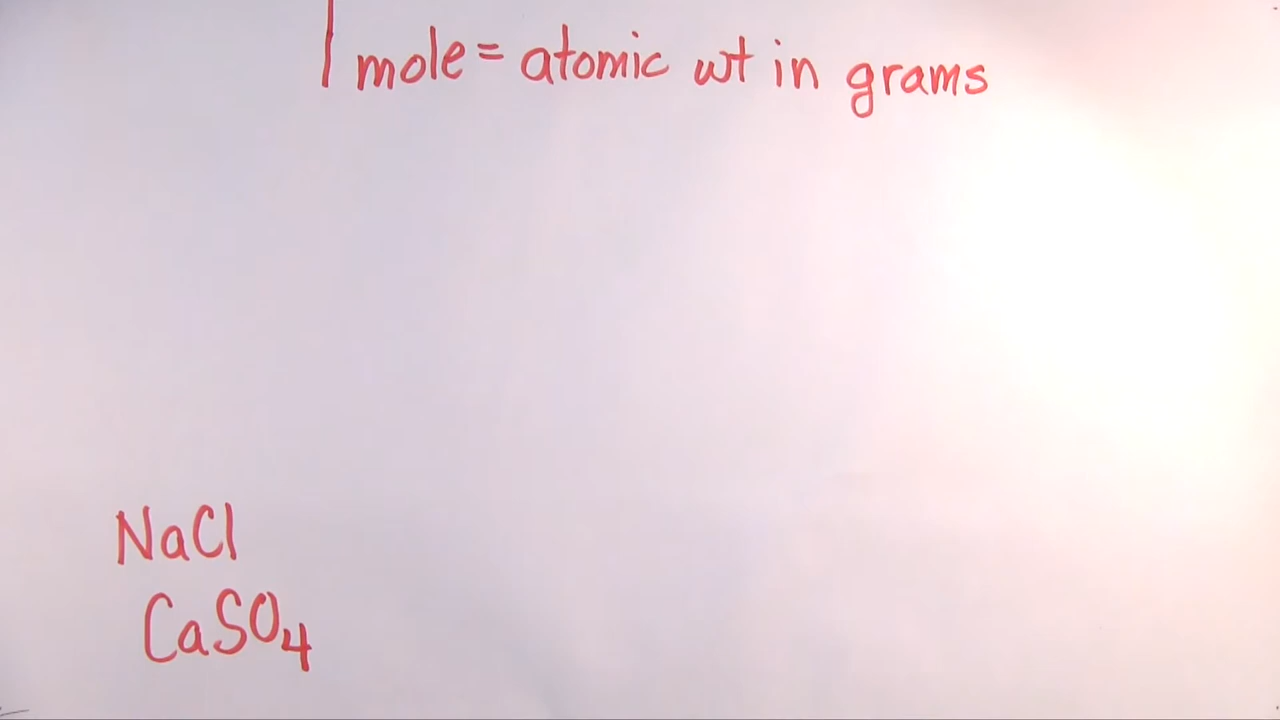 1 mole = atomic wt in grams
NaCl
CaSO₄